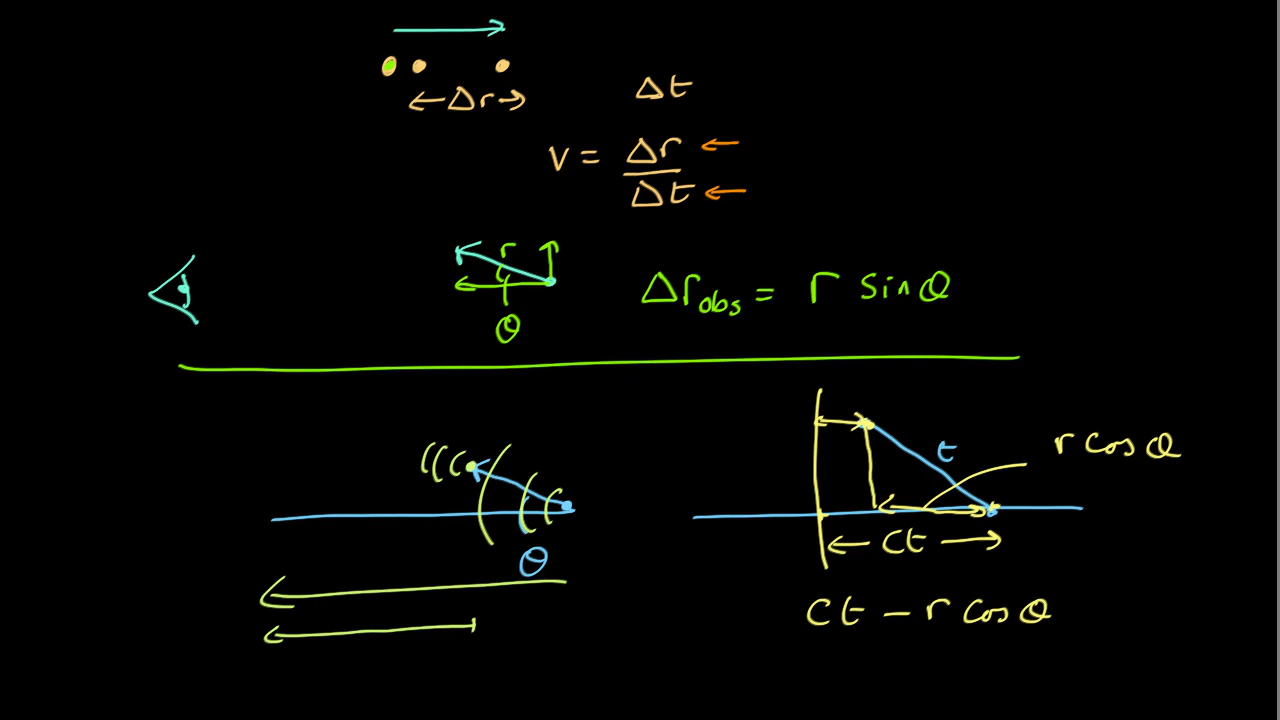 Δr
Δt
v = Δr / Δt
r
θ
Δr_obs = r sinθ
t
r cosθ
ct
θ
ct - r cosθ